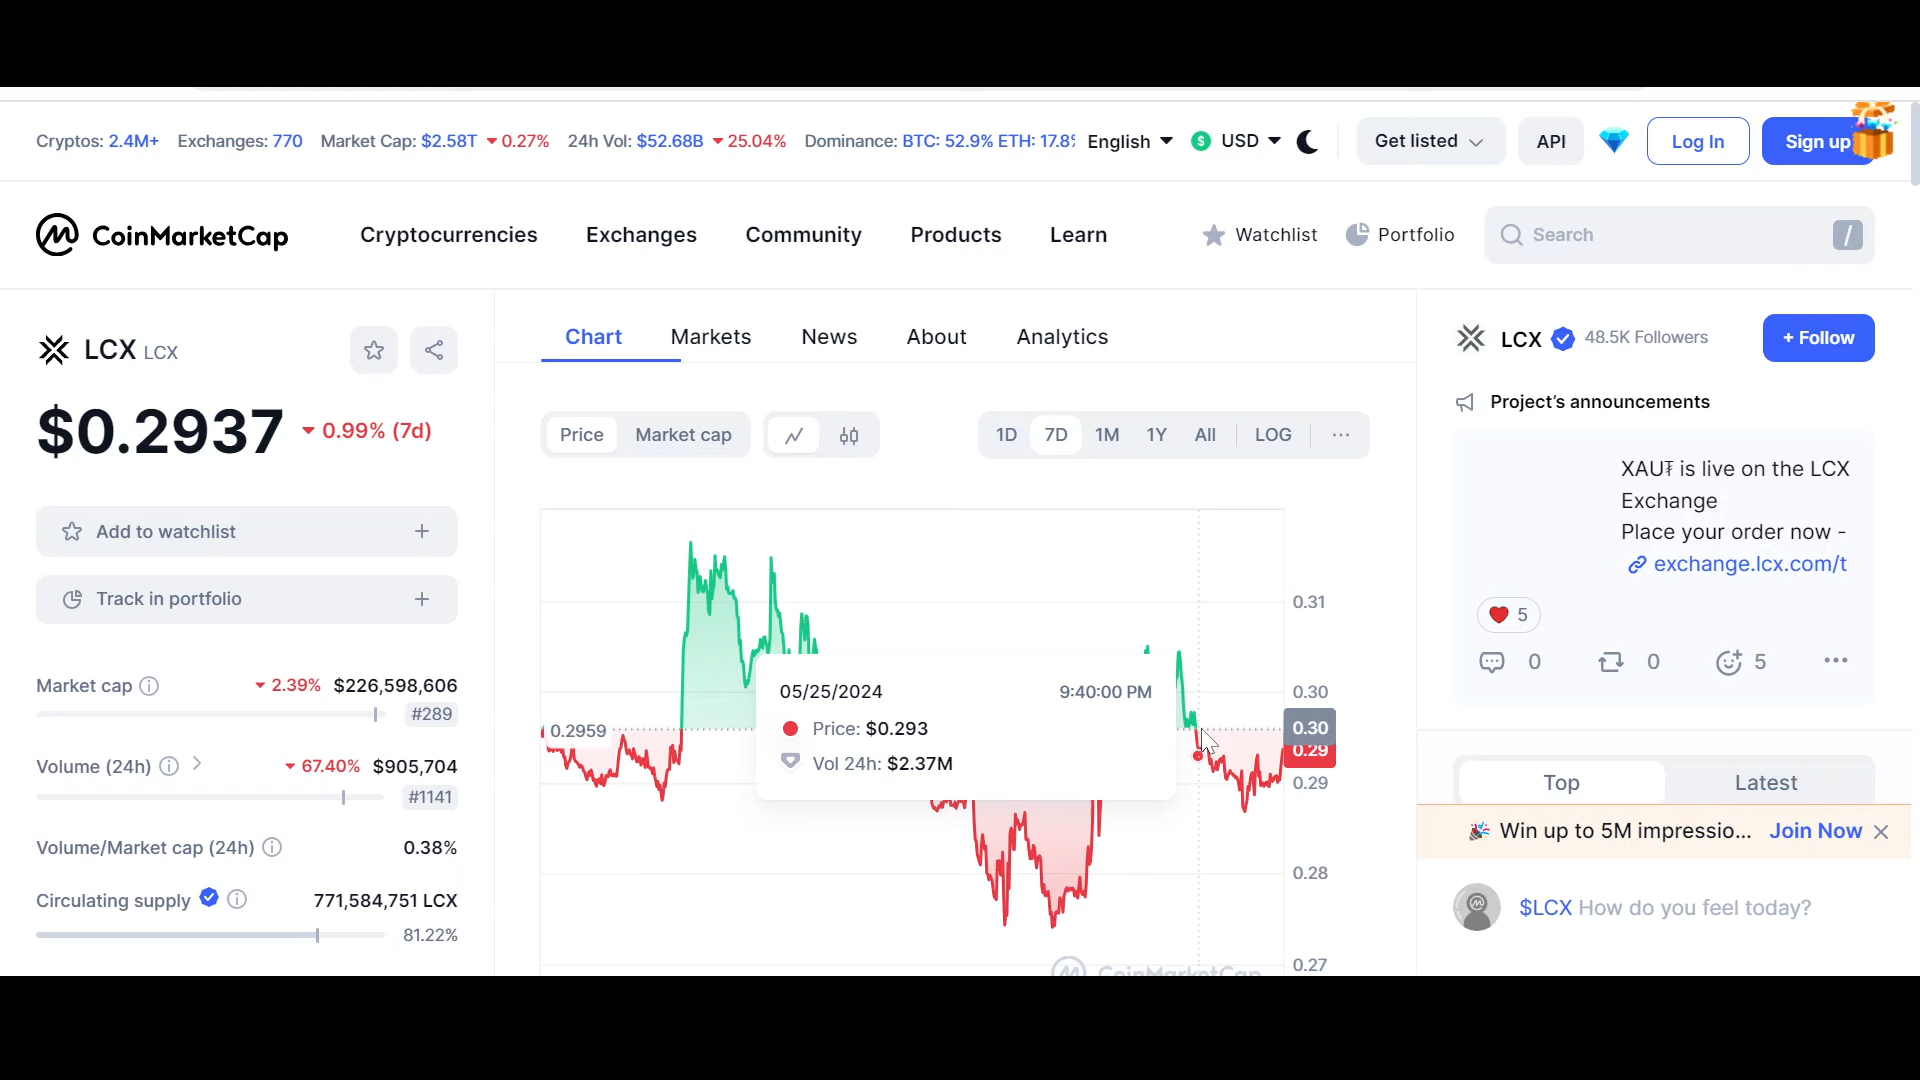 Cryptos: 2.4M+ Exchanges: 770 Market Cap: $2.58T 0.27% 24h Vol: $52.68B 25.04% Dominance: BTC: 52.9% ETH: 17.8% English USD Get listed API Log In Sign up
CoinMarketCap Cryptocurrencies Exchanges Community Products Learn Watchlist Portfolio Search /
LCX LCX
$0.2937 0.99% (7d)
Add to watchlist +
Track in portfolio +
Market cap 2.39% $226,598,606
#289
Volume (24h) 67.40% $905,704
#1141
Volume/Market cap (24h) 0.38%
Circulating supply 771,584,751 LCX
81.22%
Chart Markets News About Analytics
Price Market cap 1D 7D 1M 1Y All LOG ...
0.31
0.30
0.2959
0.30
0.29
0.29
0.28
0.27
05/25/2024 9:40:00 PM
Price: $0.293
Vol 24h: $2.37M
CoinMarketCap
LCX 48.5K Followers + Follow
Project's announcements
XAU₮ is live on the LCX
Exchange
Place your order now -
exchange.lcx.com/t
5
0 0 5 ...
Top Latest
Win up to 5M impressio... Join Now
$LCX How do you feel today?